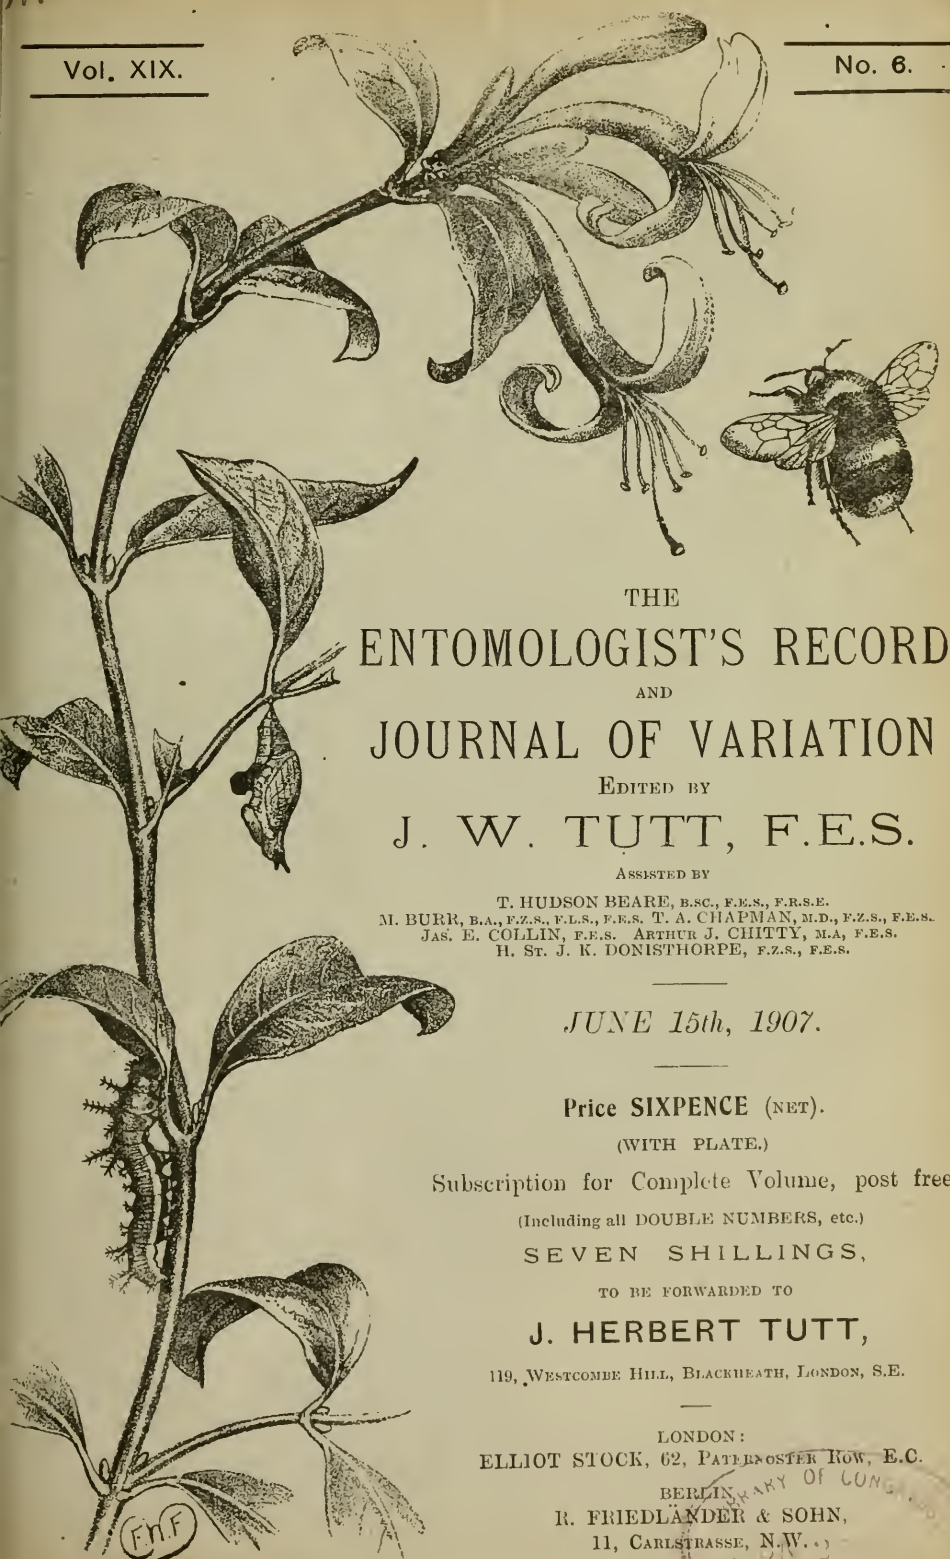 Vol. XIX.
No. 6.
THE
ENTOMOLOGIST'S RECORD
AND
JOURNAL OF VARIATION
EDITED BY
J. W. TUTT, F.E.S.
ASSISTED BY
T. HUDSON BEARE, B.SC., F.E.S., F.R.S.E.
M. BURR, B.A., F.Z.S., F.L.S., F.E.S. T. A. CHAPMAN, M.D., F.Z.S., F.E.S.
JAS. E. COLLIN, F.E.S. ARTHUR J. CHITTY, M.A., F.E.S.
H. ST. J. K. DONISTHORPE, F.Z.S., F.E.S.
JUNE 15th, 1907.
Price SIXPENCE (NET).
(WITH PLATE.)
Subscription for Complete Volume, post free
(Including all DOUBLE NUMBERS, etc.)
SEVEN SHILLINGS,
TO BE FORWARDED TO
J. HERBERT TUTT,
119, WESTCOMBE HILL, BLACKHEATH, LONDON, S.E.
LONDON:
ELLIOT STOCK, 62, PATERNOSTER ROW, E.C.
BERLIN,
R. FRIEDLÄNDER & SOHN,
11, CARLSTRASSE, N.W.
F.N.F